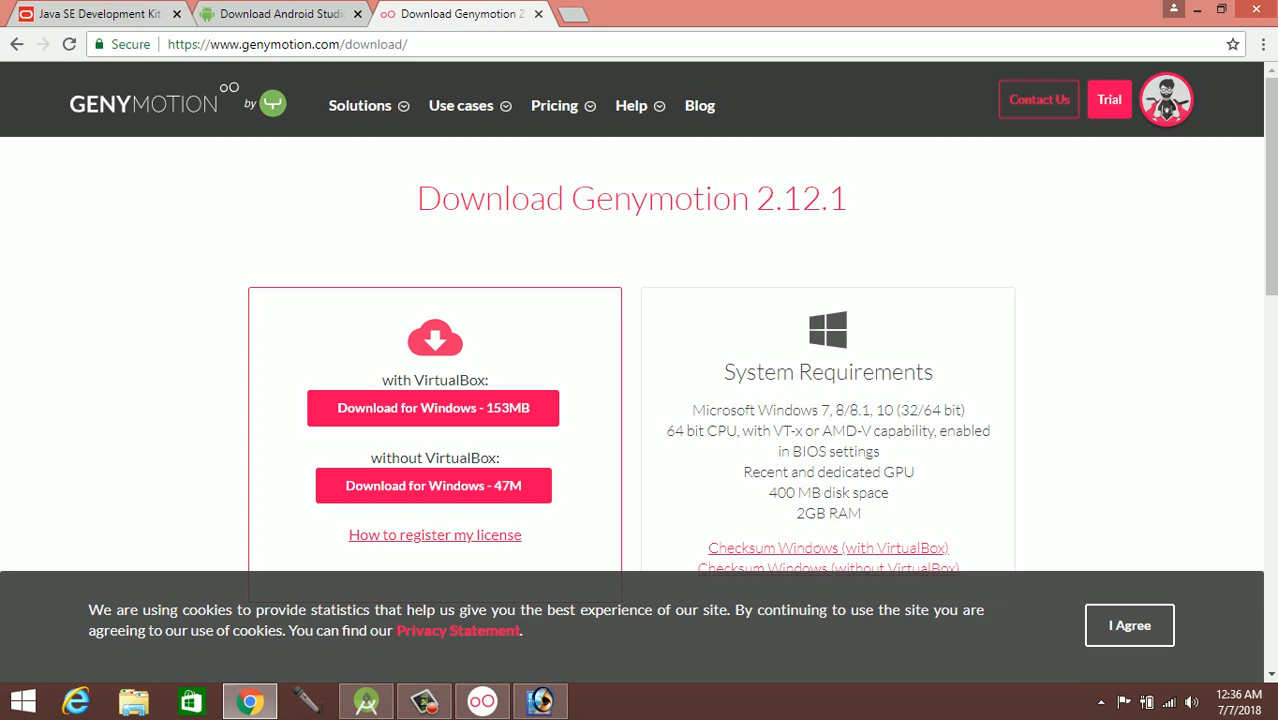 Java SE Development Kit
Download Android Studio
Download Genymotion 2.
Secure
https://www.genymotion.com/download/
GENYMOTION by
Solutions
Use cases
Pricing
Help
Blog
Contact Us
Trial
Download Genymotion 2.12.1
with VirtualBox:
Download for Windows - 153MB
without VirtualBox:
Download for Windows - 47M
How to register my license
System Requirements
Microsoft Windows 7, 8/8.1, 10 (32/64 bit)
64 bit CPU, with VT-x or AMD-V capability, enabled
in BIOS settings
Recent and dedicated GPU
400 MB disk space
2GB RAM
Checksum Windows (with VirtualBox)
Checksum Windows (without VirtualBox)
We are using cookies to provide statistics that help us give you the best experience of our site. By continuing to use the site you are
agreeing to our use of cookies. You can find our Privacy Statement.
I Agree
12:36 AM
7/7/2018